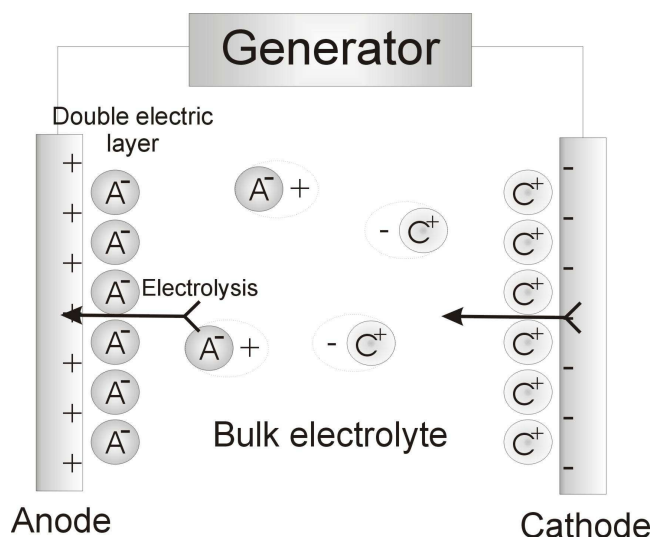 Generator
Double electric
layer
+ - 
+ A⁻ A⁻ + C⁺ -
+ A⁻ - C⁺ C⁺ -
+ A⁻ Electrolysis C⁺ -
+ A⁻ A⁻ + - C⁺ C⁺ -
+ A⁻ C⁺ -
+ A⁻ Bulk electrolyte C⁺ -
Anode
Cathode